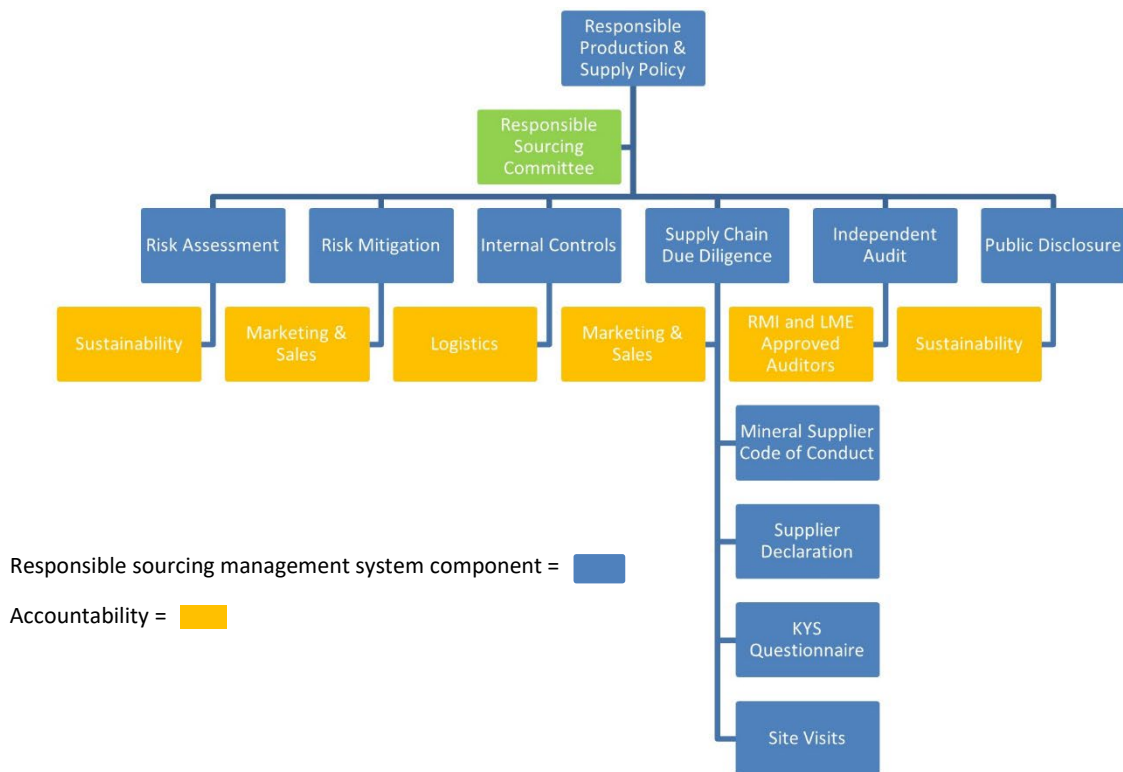 Responsible
Production &
Supply Policy
Responsible
Sourcing
Committee
Risk Assessment
Risk Mitigation
Internal Controls
Supply Chain
Due Diligence
Independent
Audit
Public Disclosure
Sustainability
Marketing &
Sales
Logistics
Marketing &
Sales
RMI and LME
Approved
Auditors
Sustainability
Mineral Supplier
Code of Conduct
Supplier
Declaration
KYS
Questionnaire
Site Visits
Responsible sourcing management system component =
Accountability =